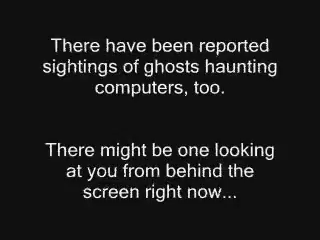 There have been reported
sightings of ghosts haunting
computers, too.
There might be one looking
at you from behind the
screen right now...